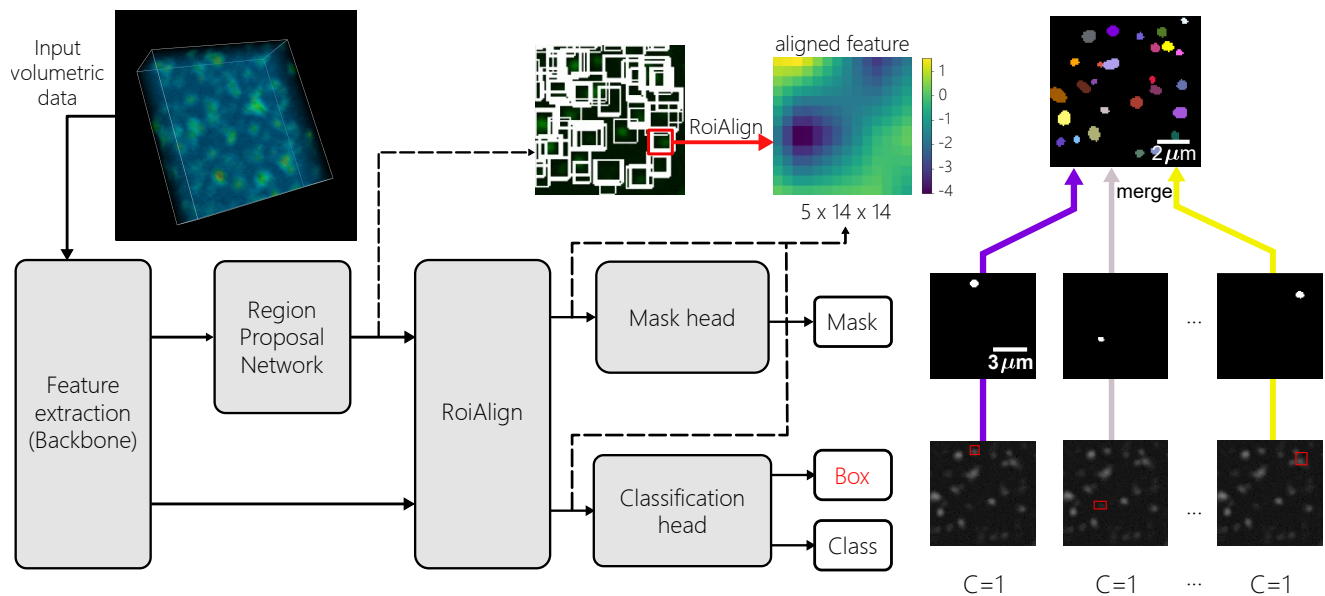 Input
volumetric
data
aligned feature
1
0
-1
-2
-3
-4
RoiAlign
5 x 14 x 14
2 μm
merge
Feature
extraction
(Backbone)
Region
Proposal
Network
RoiAlign
Mask head
Mask
Classification
head
Box
Class
3 μm
...
...
C=1
C=1
...
C=1